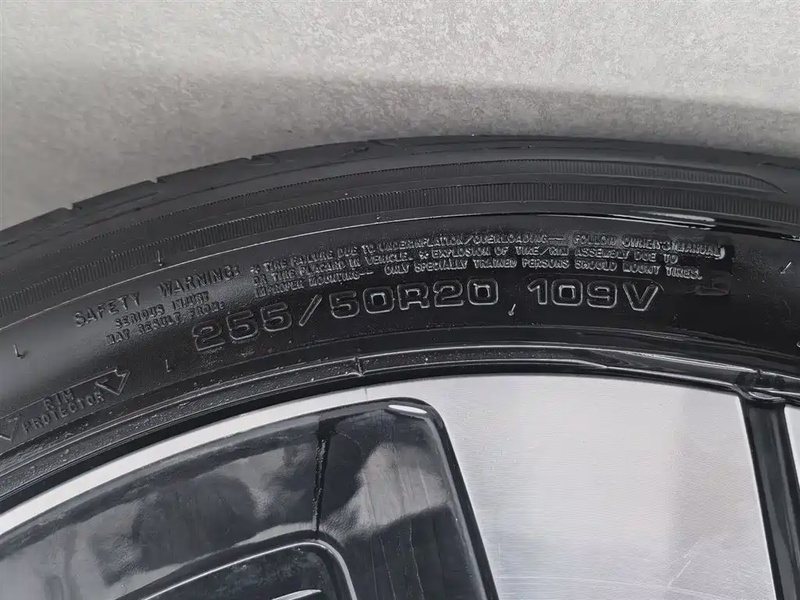 SAFETY WARNING:
SERIOUS INJURY
MAY RESULT FROM:
* TIRE FAILURE DUE TO UNDERINFLATION/OVERLOADING— FOLLOW OWNER'S MANUAL
OR TIRE PLACARD IN VEHICLE. * EXPLOSION OF TIRE/RIM ASSEMBLY DUE TO
IMPROPER MOUNTING— ONLY SPECIALLY TRAINED PERSONS SHOULD MOUNT TIRES.
255/50R20 109V
RIM
PROTECTOR